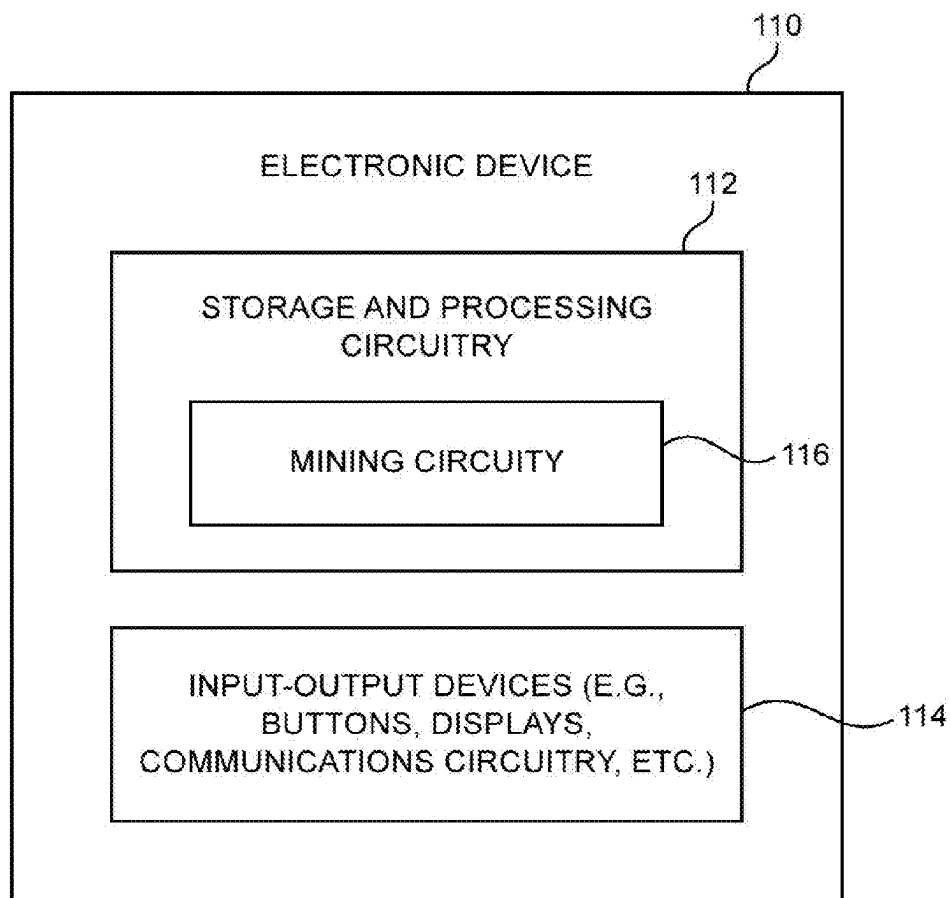 110
ELECTRONIC DEVICE
112
STORAGE AND PROCESSING
CIRCUITRY
MINING CIRCUITY
116
INPUT-OUTPUT DEVICES (E.G.,
BUTTONS, DISPLAYS,
COMMUNICATIONS CIRCUITRY, ETC.)
114